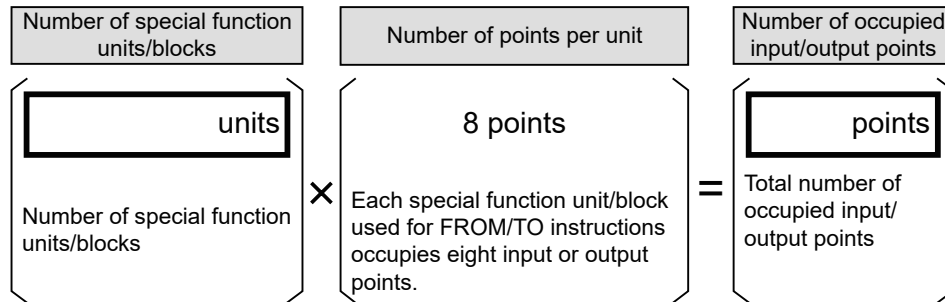 Number of special function
units/blocks
Number of points per unit
Number of occupied
input/output points
units
Number of special function
units/blocks
×
8 points
Each special function unit/block
used for FROM/TO instructions
occupies eight input or output
points.
=
points
Total number of
occupied input/
output points